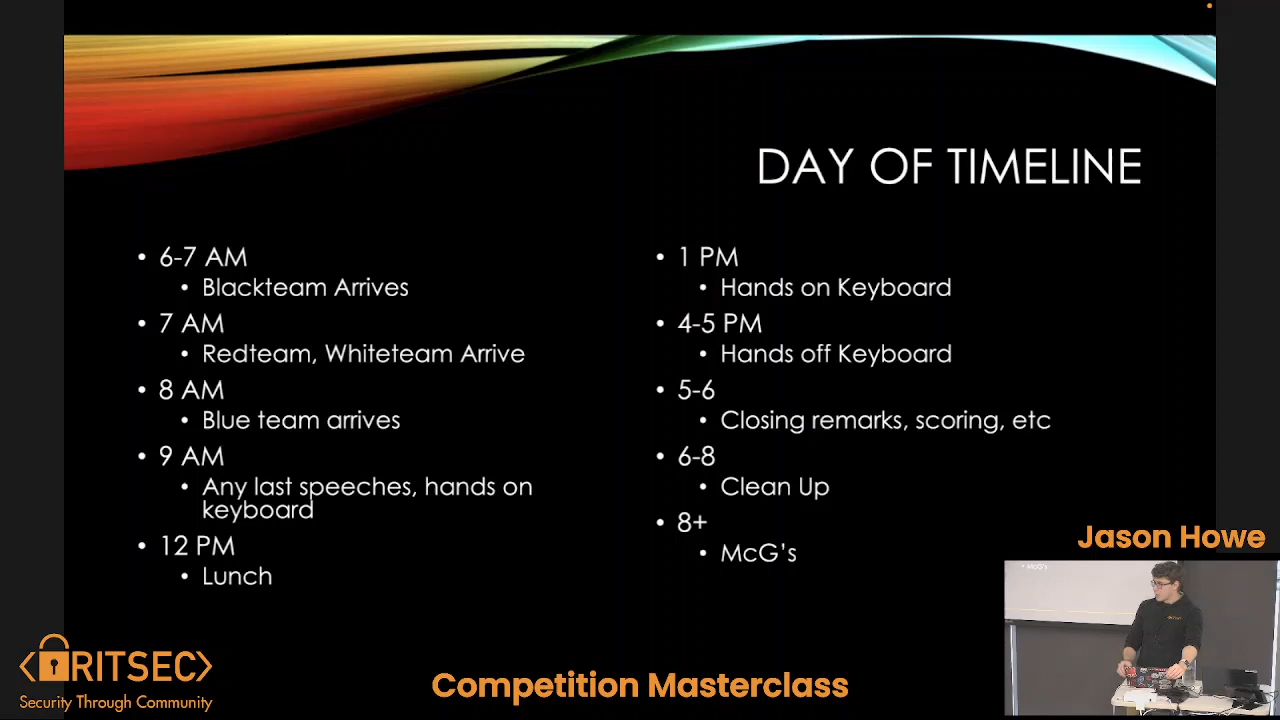 DAY OF TIMELINE
• 6-7 AM
• Blackteam Arrives
• 7 AM
• Redteam, Whiteteam Arrive
• 8 AM
• Blue team arrives
• 9 AM
• Any last speeches, hands on
keyboard
• 12 PM
• Lunch
• 1 PM
• Hands on Keyboard
• 4-5 PM
• Hands off Keyboard
• 5-6
• Closing remarks, scoring, etc
• 6-8
• Clean Up
• 8+
• McG's
Jason Howe
• McG's
RITSEC
Security Through Community
Competition Masterclass